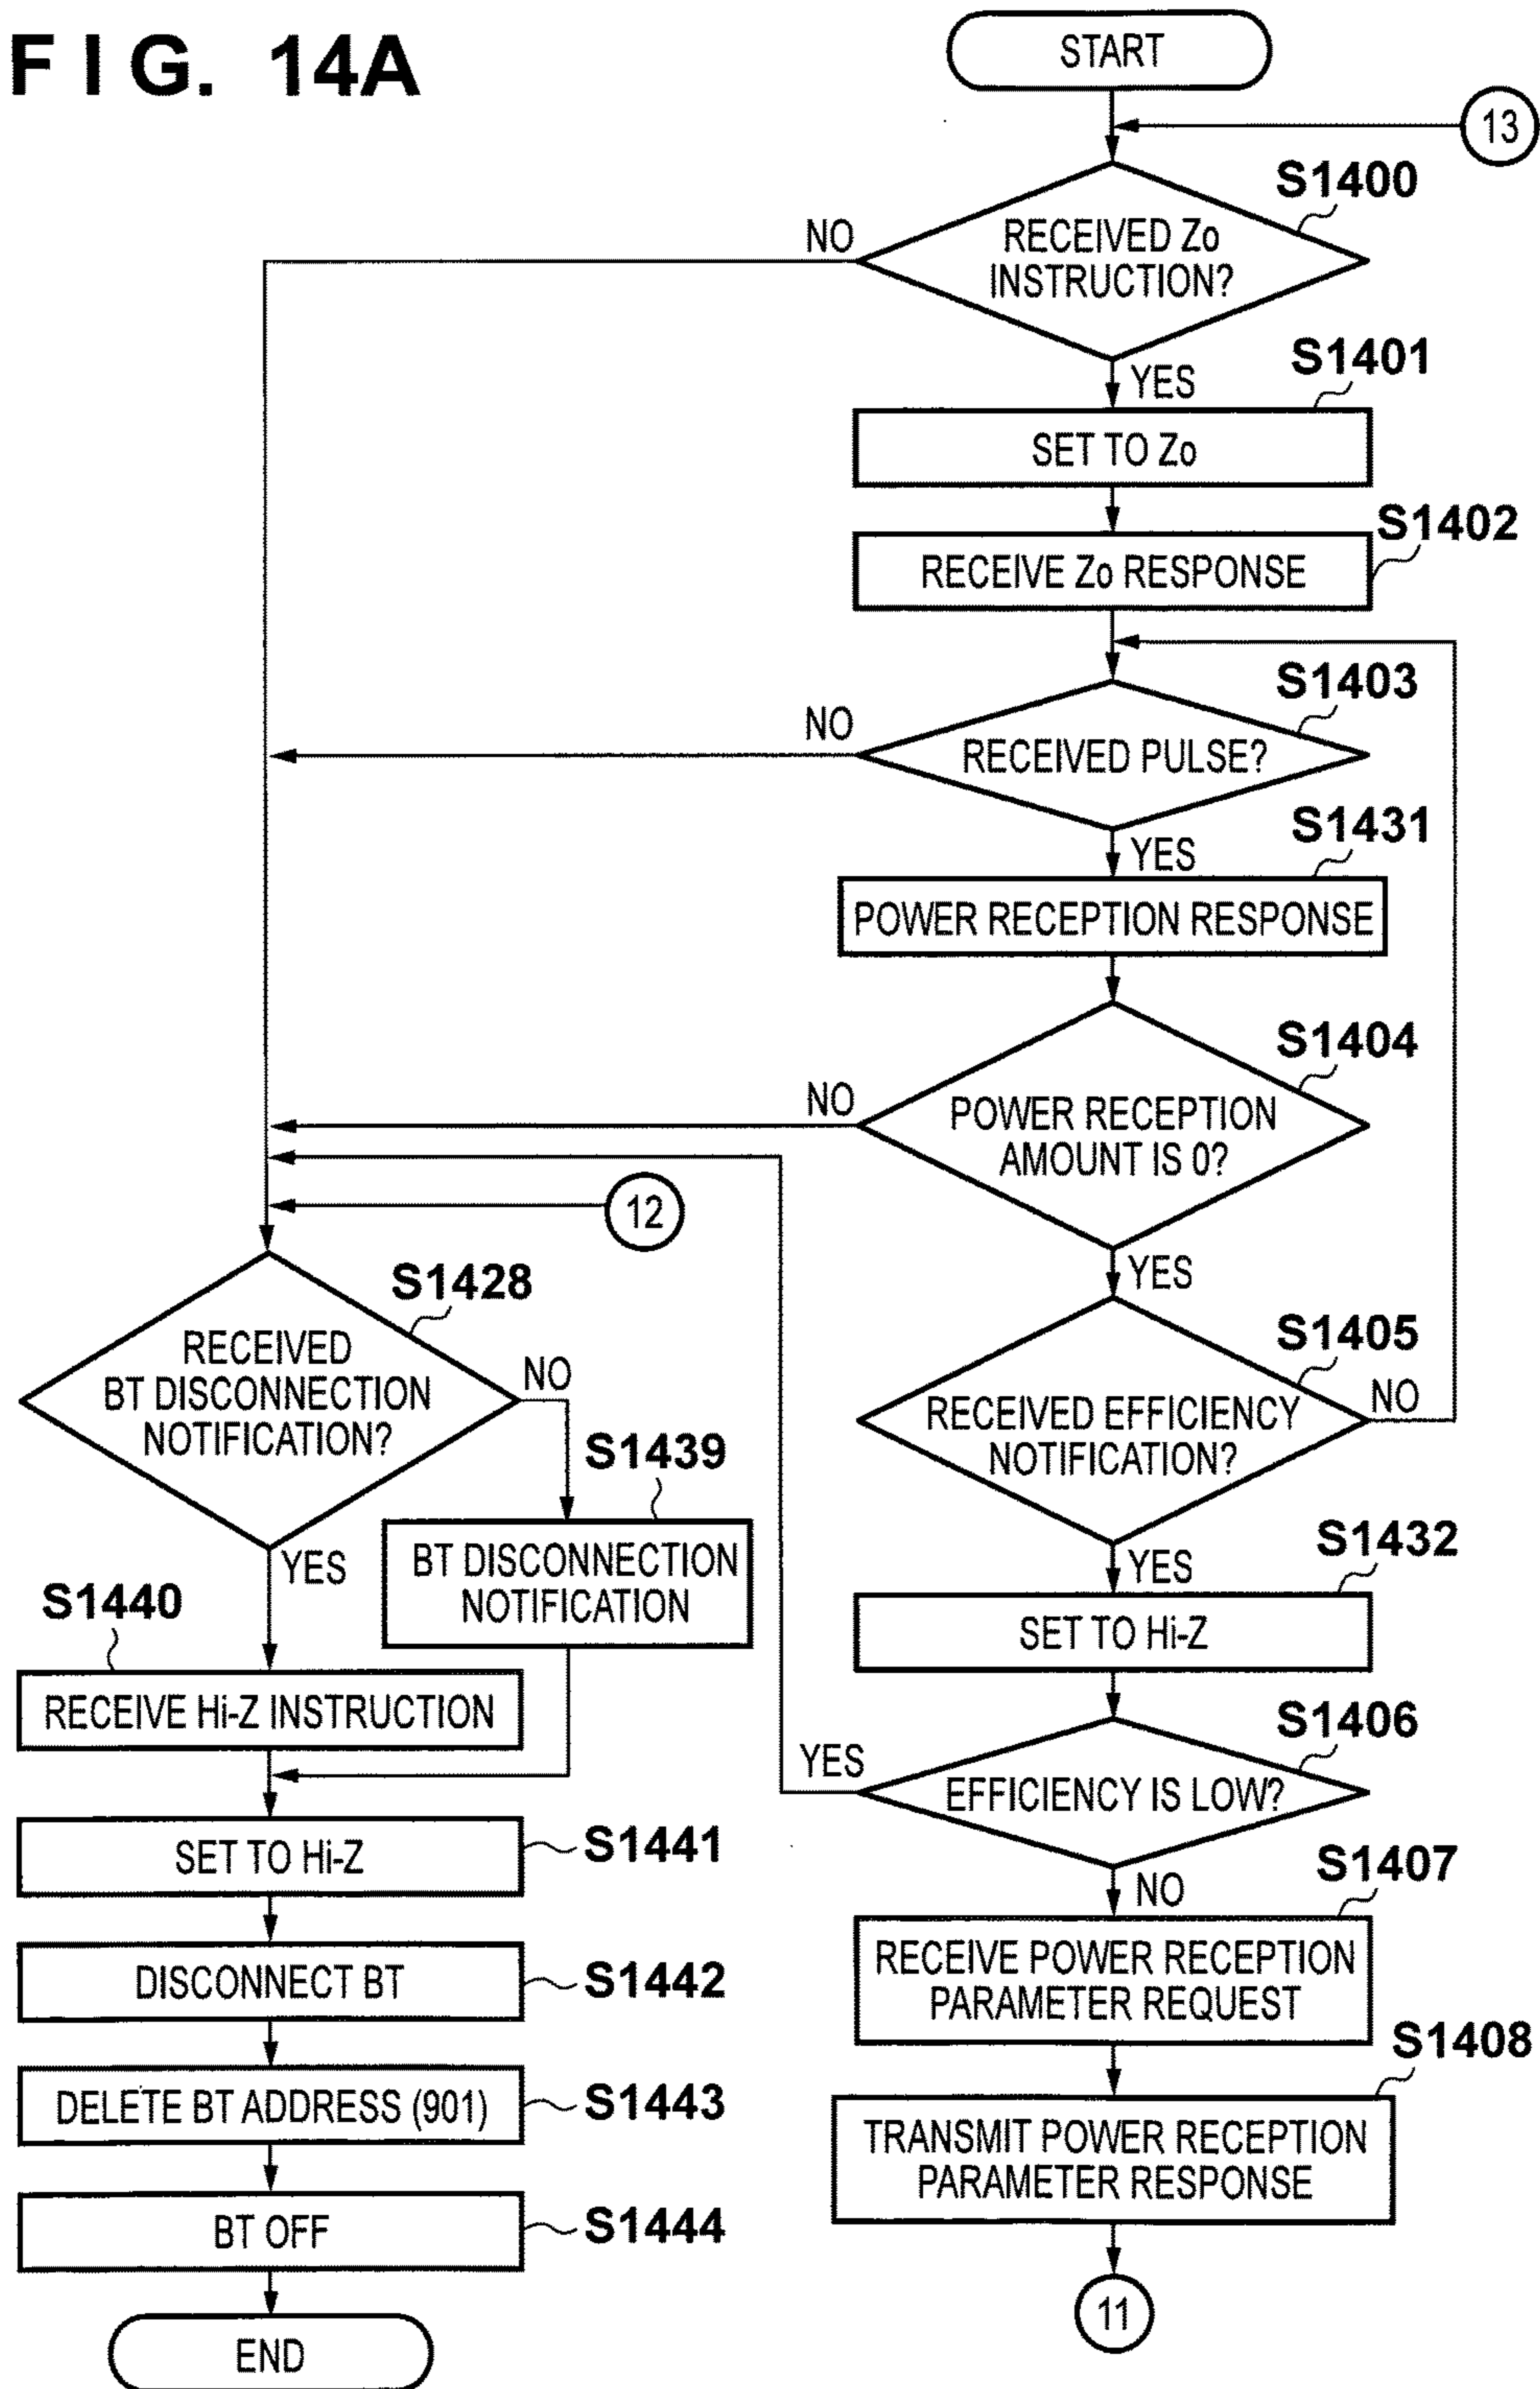 FIG. 14A
START
13
S1400
NO
RECEIVED Zo
INSTRUCTION?
YES
S1401
SET TO Zo
S1402
RECEIVE Zo RESPONSE
S1403
NO
RECEIVED PULSE?
YES
S1431
POWER RECEPTION RESPONSE
S1404
NO
POWER RECEPTION
AMOUNT IS 0?
YES
12
S1428
RECEIVED
BT DISCONNECTION
NOTIFICATION?
NO
S1439
BT DISCONNECTION
NOTIFICATION
YES
S1440
RECEIVE Hi-Z INSTRUCTION
SET TO Hi-Z
S1441
DISCONNECT BT
S1442
DELETE BT ADDRESS (901)
S1443
BT OFF
S1444
END
S1405
RECEIVED EFFICIENCY
NOTIFICATION?
NO
YES
S1432
SET TO Hi-Z
S1406
YES
EFFICIENCY IS LOW?
NO
S1407
RECEIVE POWER RECEPTION
PARAMETER REQUEST
S1408
TRANSMIT POWER RECEPTION
PARAMETER RESPONSE
11